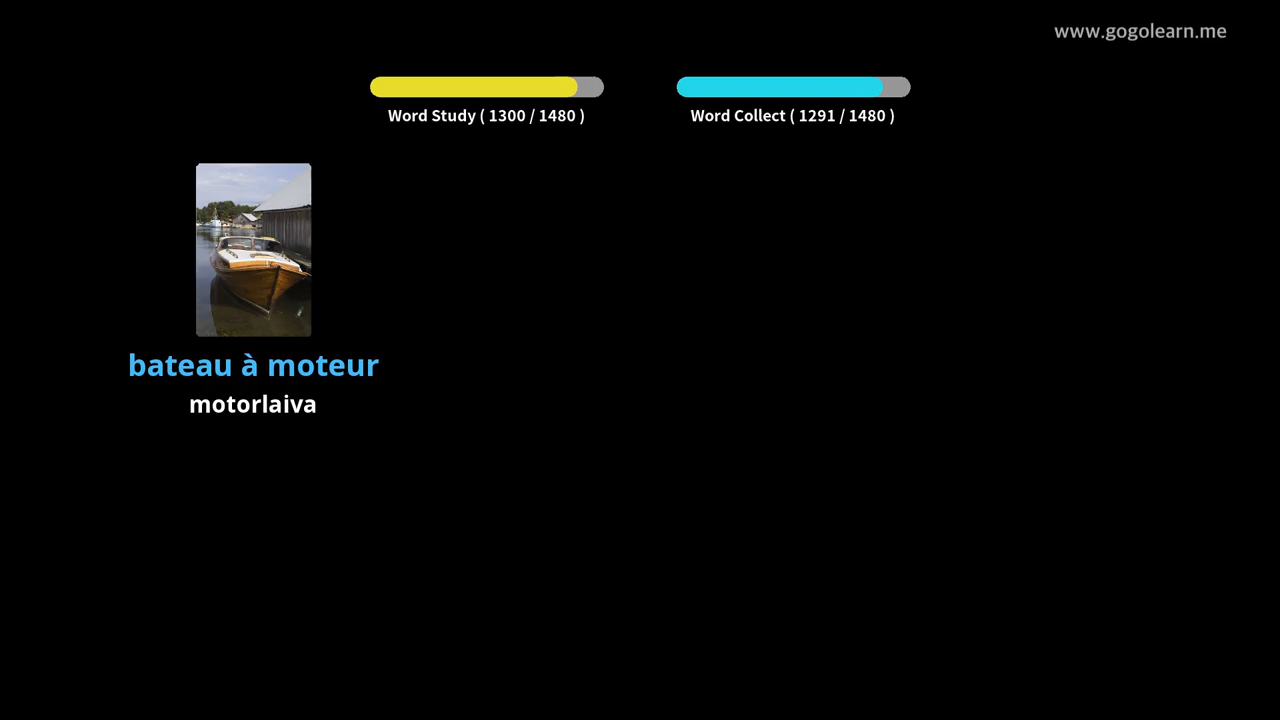 www.gogolearn.me
Word Study ( 1300 / 1480 )
Word Collect ( 1291 / 1480 )
bateau à moteur
motorlaiva